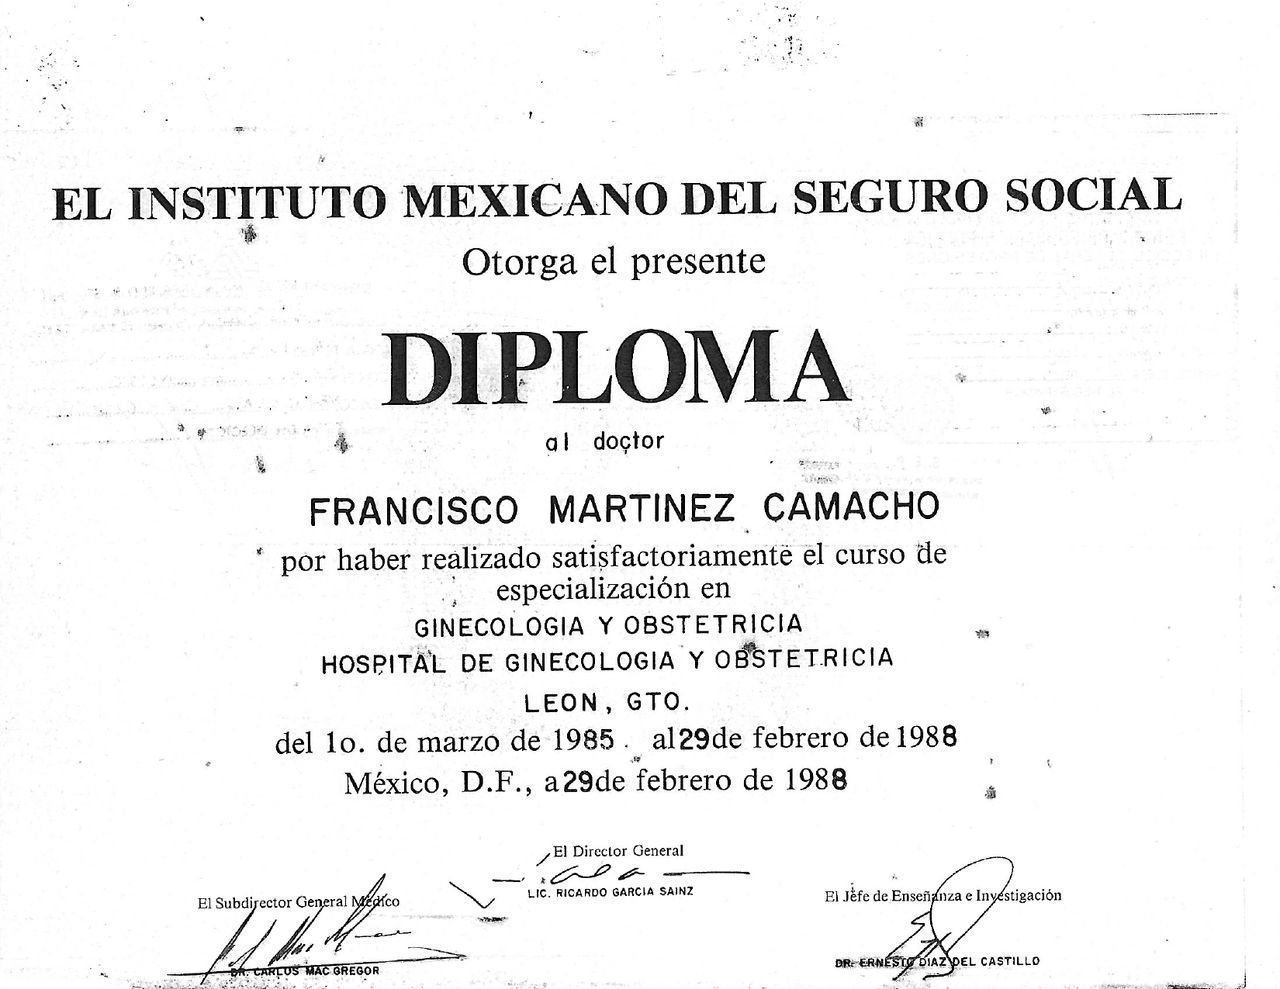 EL INSTITUTO MEXICANO DEL SEGURO SOCIAL
Otorga el presente
DIPLOMA
al doctor
FRANCISCO MARTINEZ CAMACHO
por haber realizado satisfactoriamente el curso de
especialización en
GINECOLOGIA Y OBSTETRICIA
HOSPITAL DE GINECOLOGIA Y OBSTETRICIA
LEON, GTO.
del 1o. de marzo de 1985. al 29 de febrero de 1988
México, D.F., a 29 de febrero de 1988
El Director General
LIC. RICARDO GARCIA SAINZ
El Subdirector General Médico
DR. CARLOS MAC GREGOR
El Jefe de Enseñanza e Investigación
DR. ERNESTO DIAZ DEL CASTILLO